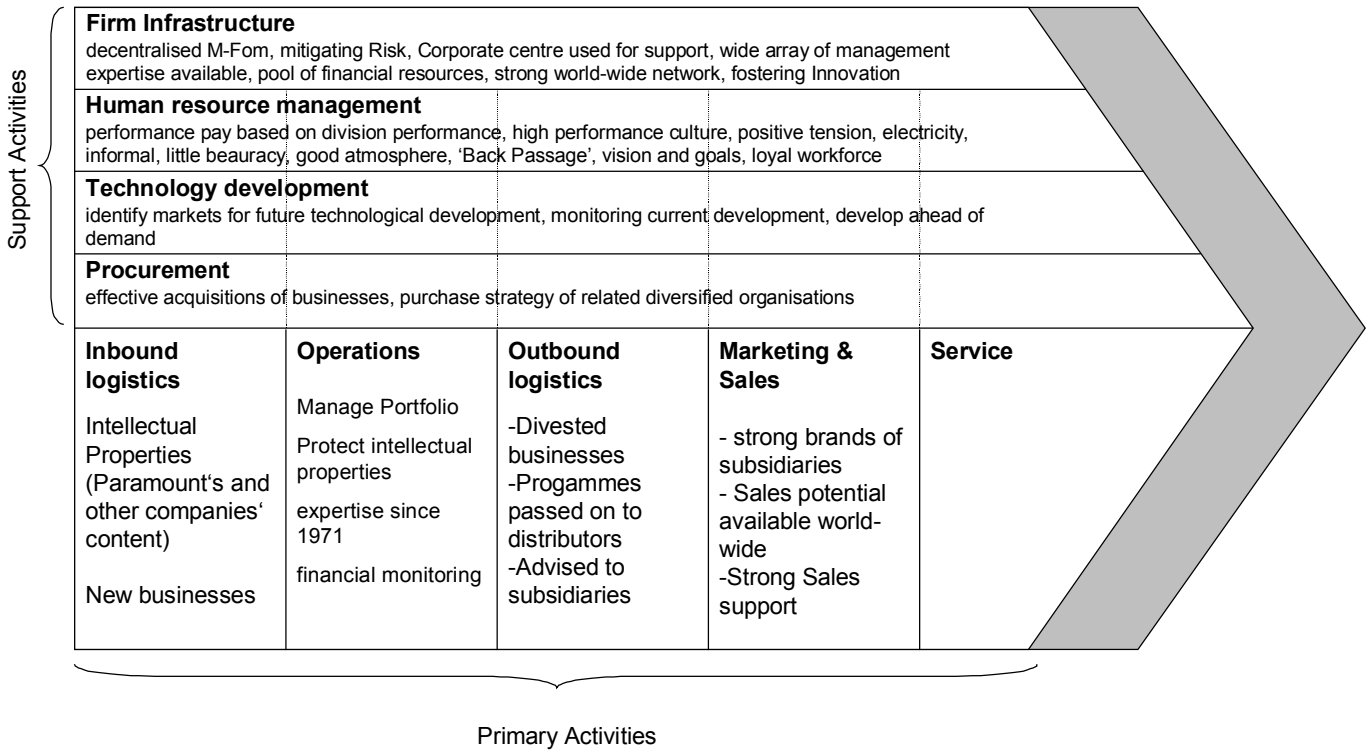 Support Activities
Firm Infrastructure
decentralised M-Fom, mitigating Risk, Corporate centre used for support, wide array of management
expertise available, pool of financial resources, strong world-wide network, fostering Innovation
Human resource management
performance pay based on division performance, high performance culture, positive tension, electricity,
informal, little beauracy, good atmosphere, ‘Back Passage’, vision and goals, loyal workforce
Technology development
identify markets for future technological development, monitoring current development, develop ahead of
demand
Procurement
effective acquisitions of businesses, purchase strategy of related diversified organisations
Inbound
logistics
Intellectual
Properties
(Paramount‘s and
other companies‘
content)
New businesses
Operations
Manage Portfolio
Protect intellectual
properties
expertise since
1971
financial monitoring
Outbound
logistics
-Divested
businesses
-Progammes
passed on to
distributors
-Advised to
subsidiaries
Marketing &
Sales
- strong brands of
subsidiaries
- Sales potential
available world-
wide
-Strong Sales
support
Service
Primary Activities